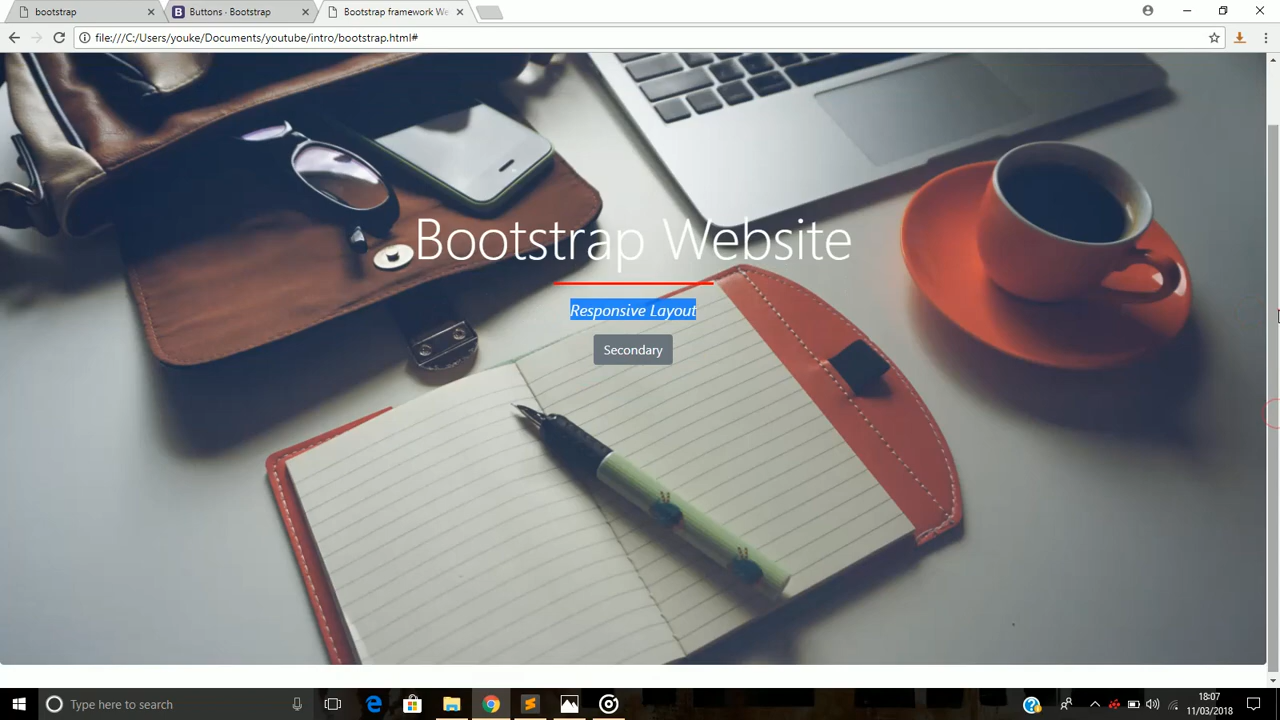 bootstrap
Buttons · Bootstrap
Bootstrap framework We
file:///C:/Users/youke/Documents/youtube/intro/bootstrap.html#
Bootstrap Website
Responsive Layout
Secondary
Type here to search
18:07
11/03/2018